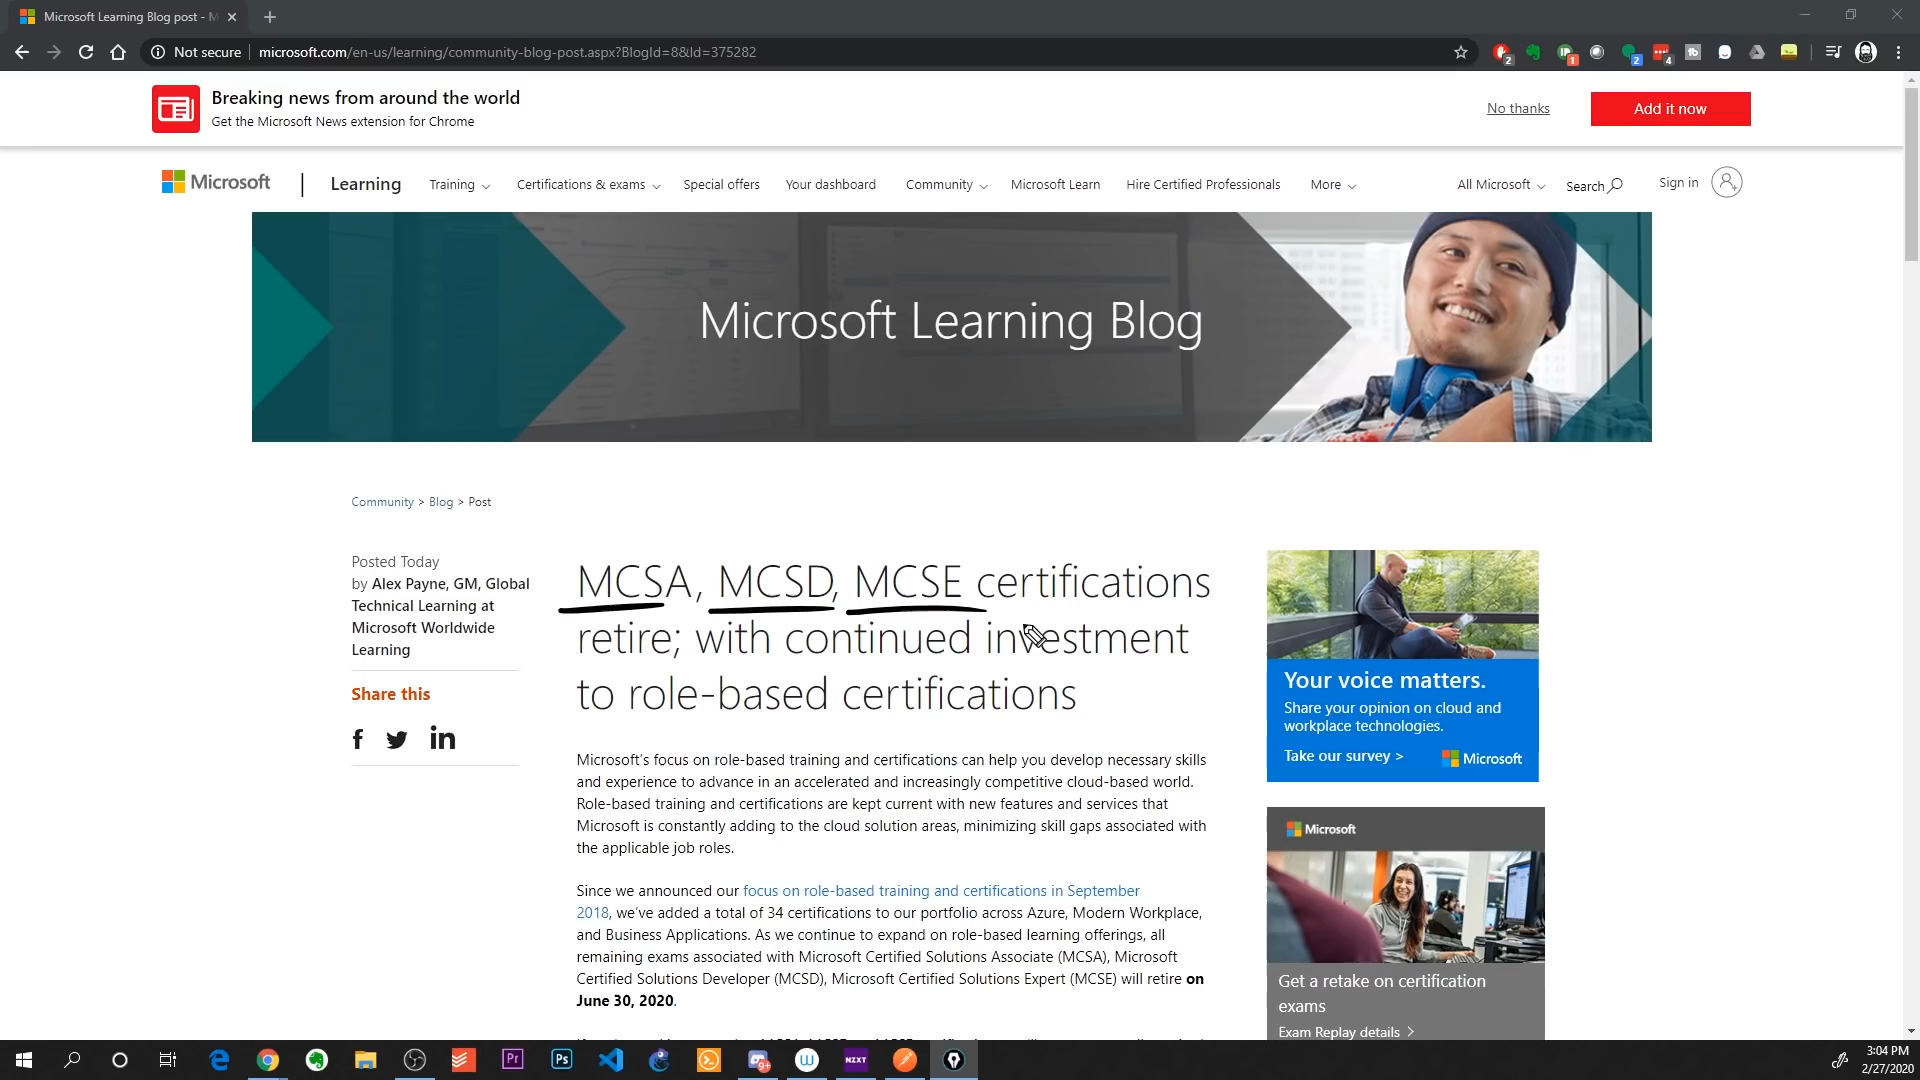 Microsoft Learning Blog post - M
Not secure
microsoft.com/en-us/learning/community-blog-post.aspx?BlogId=8&Id=375282
2
1
2
4
Breaking news from around the world
Get the Microsoft News extension for Chrome
No thanks
Add it now
Microsoft
Learning
Training
Certifications & exams
Special offers
Your dashboard
Community
Microsoft Learn
Hire Certified Professionals
More
All Microsoft
Search
Sign in
Microsoft Learning Blog
Community > Blog > Post
Posted Today
by Alex Payne, GM, Global
Technical Learning at
Microsoft Worldwide
Learning
Share this
MCSA, MCSD, MCSE certifications
retire; with continued investment
to role-based certifications
Microsoft's focus on role-based training and certifications can help you develop necessary skills
and experience to advance in an accelerated and increasingly competitive cloud-based world.
Role-based training and certifications are kept current with new features and services that
Microsoft is constantly adding to the cloud solution areas, minimizing skill gaps associated with
the applicable job roles.
Since we announced our focus on role-based training and certifications in September
2018, we've added a total of 34 certifications to our portfolio across Azure, Modern Workplace,
and Business Applications. As we continue to expand on role-based learning offerings, all
remaining exams associated with Microsoft Certified Solutions Associate (MCSA), Microsoft
Certified Solutions Developer (MCSD), Microsoft Certified Solutions Expert (MCSE) will retire on
June 30, 2020.
Your voice matters.
Share your opinion on cloud and
workplace technologies.
Take our survey >
Microsoft
Microsoft
Get a retake on certification
exams
Exam Replay details
Pr
Ps
9+
W
NZXT
3:04 PM
2/27/2020